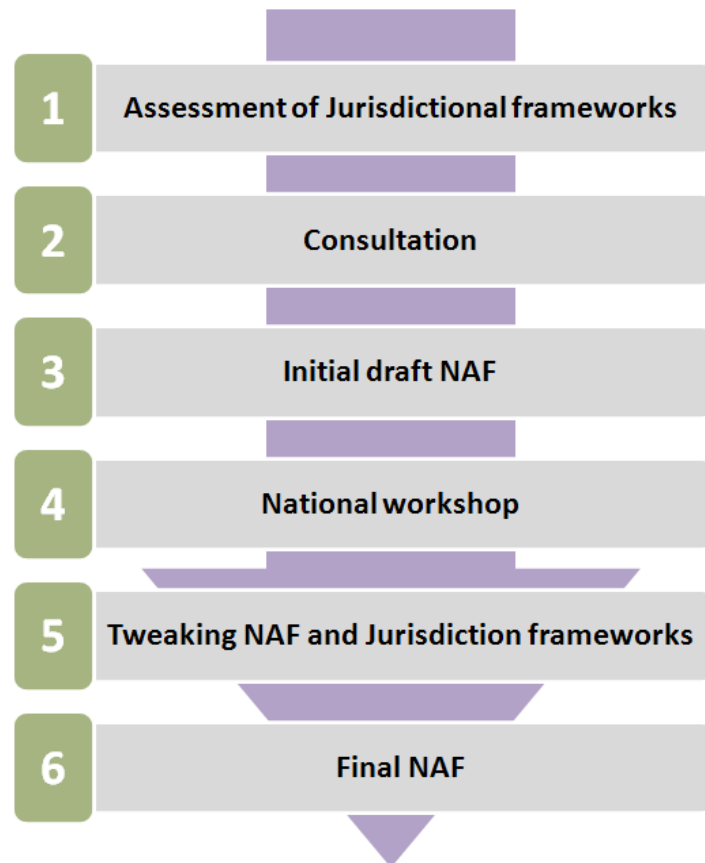 1 Assessment of Jurisdictional frameworks
2 Consultation
3 Initial draft NAF
4 National workshop
5 Tweaking NAF and Jurisdiction frameworks
6 Final NAF